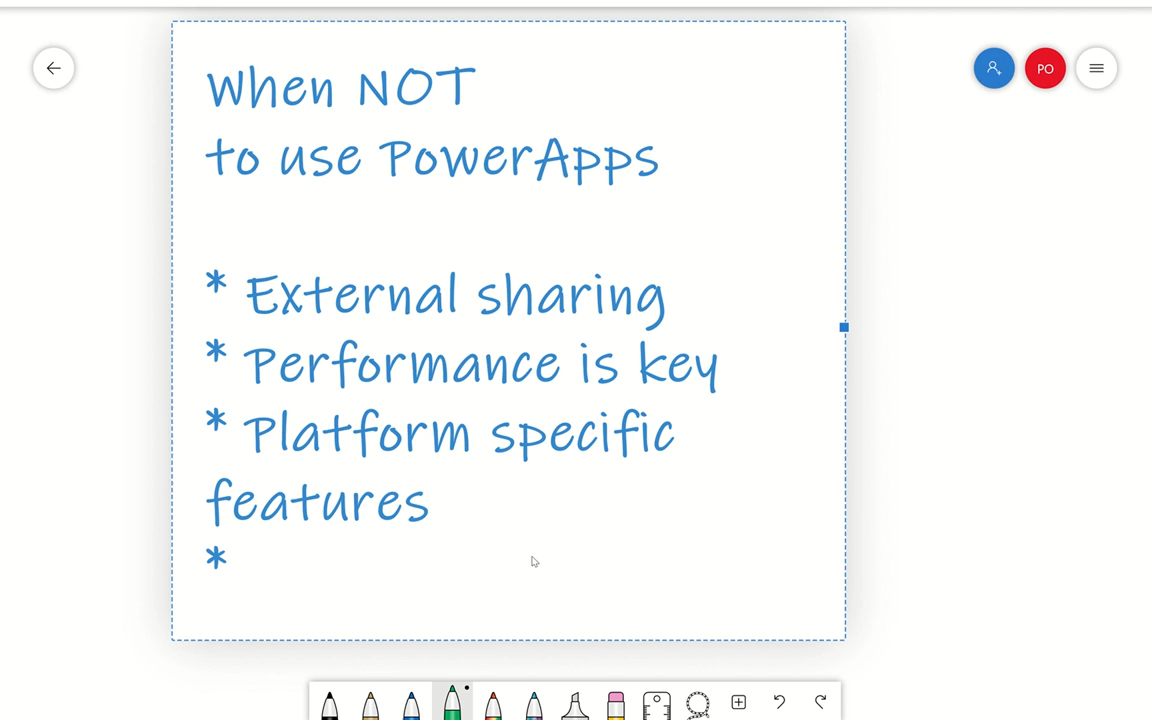 When NOT
to use PowerApps
* External sharing
* Performance is key
* Platform specific
features
*
PO